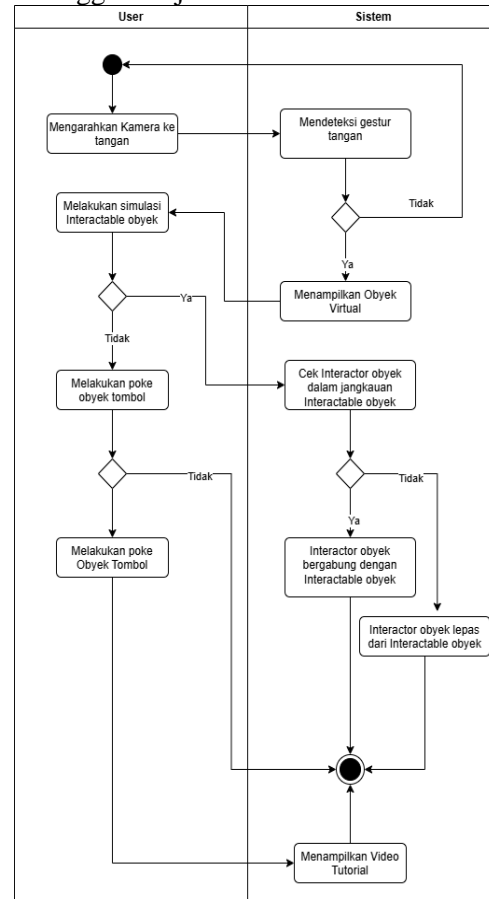 User
Sistem
Mengarahkan Kamera ke
tangan
Mendeteksi gestur
tangan
Tidak
Ya
Melakukan simulasi
Interactable obyek
Menampilkan Obyek
Virtual
Ya
Tidak
Melakukan poke
obyek tombol
Cek Interactor obyek
dalam jangkauan
Interactable obyek
Tidak
Tidak
Ya
Melakukan poke
Obyek Tombol
Interactor obyek
bergabung dengan
Interactable obyek
Interactor obyek lepas
dari Interactable obyek
Menampilkan Video
Tutorial